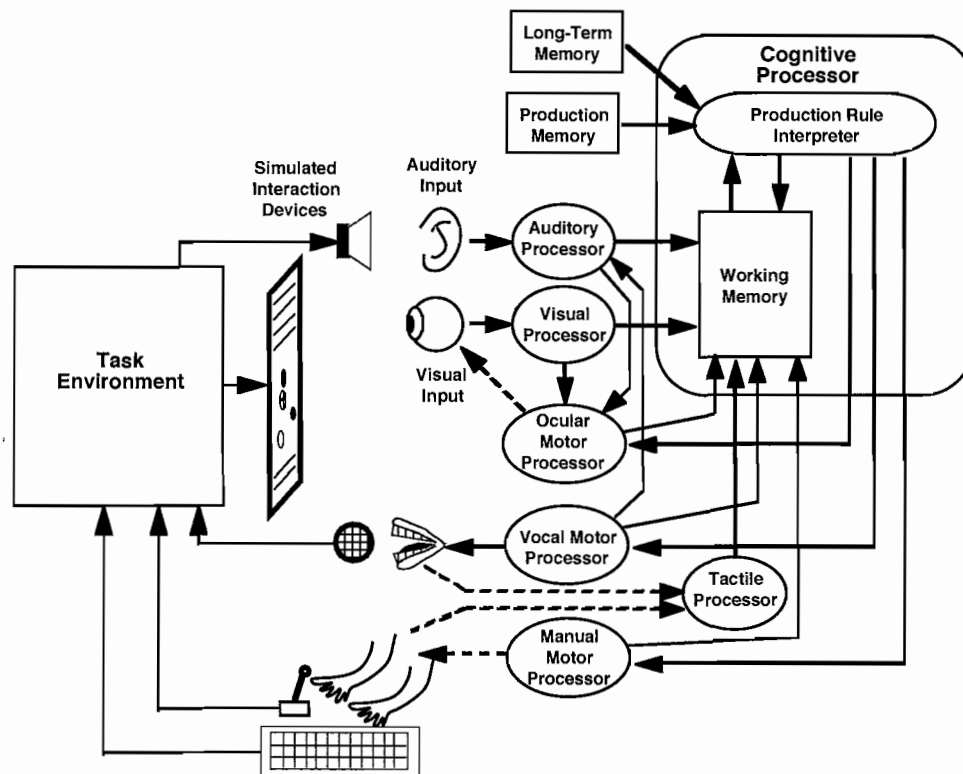 Long-Term
Memory
Cognitive
Processor
Production
Memory
Production Rule
Interpreter
Simulated
Interaction
Devices
Auditory
Input
Auditory
Processor
Working
Memory
Visual
Processor
Task
Environment
Visual
Input
Ocular
Motor
Processor
Vocal Motor
Processor
Tactile
Processor
Manual
Motor
Processor